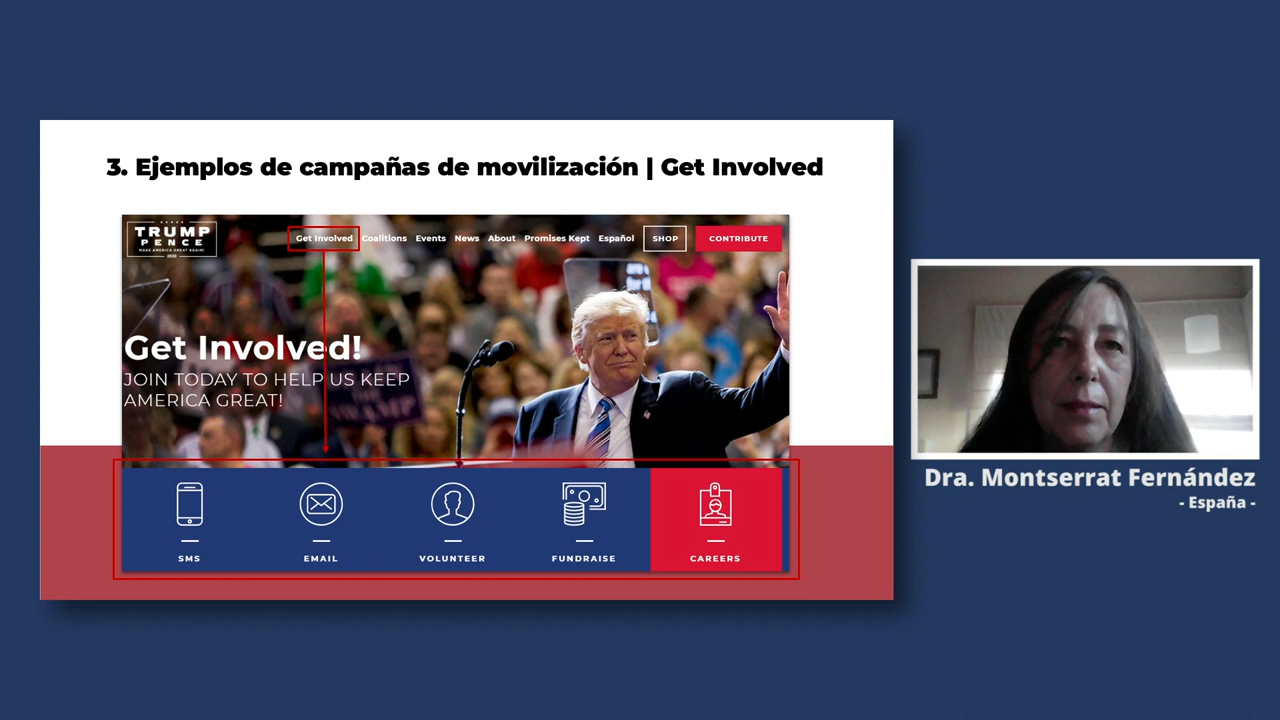 3. Ejemplos de campañas de movilización | Get Involved
TRUMP
PENCE
MAKE AMERICA GREAT AGAIN!
2020
Get Involved Coalitions Events News About Promises Kept Español SHOP CONTRIBUTE
Get Involved!
JOIN TODAY TO HELP US KEEP
AMERICA GREAT!
SMS EMAIL VOLUNTEER FUNDRAISE CAREERS
Dra. Montserrat Fernández
- España -